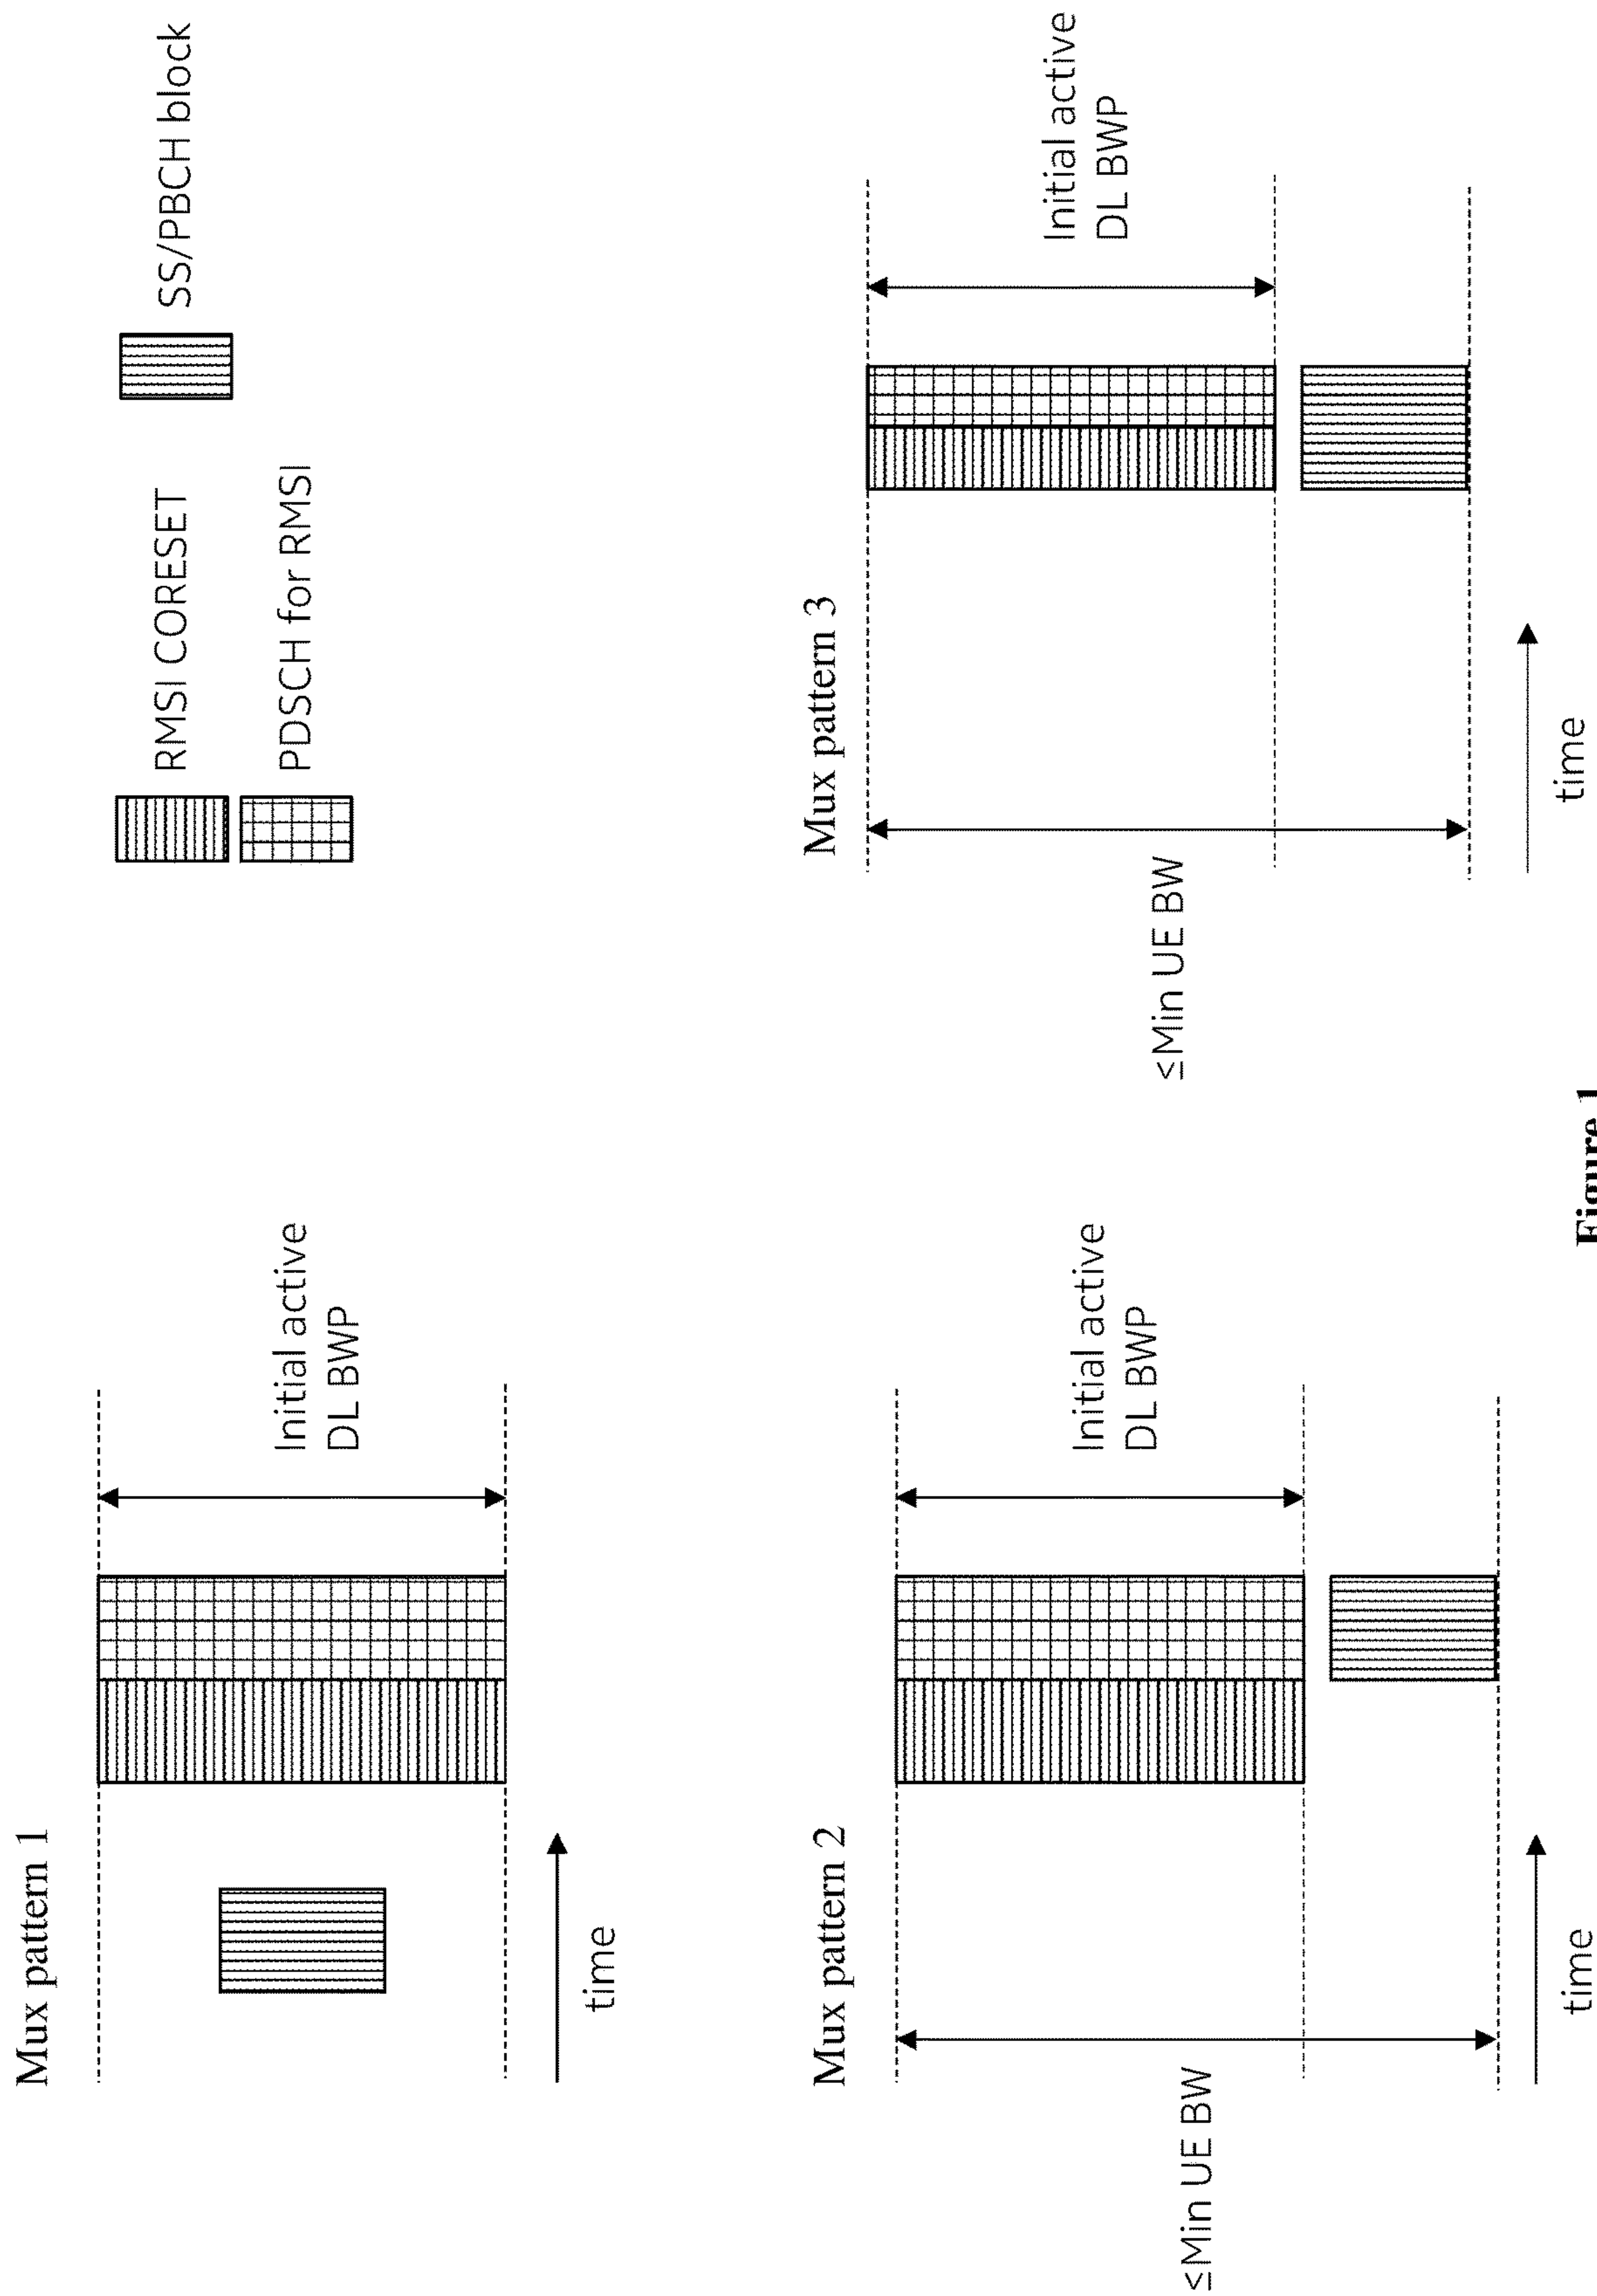 Mux pattern 1
Initial active
DL BWP
time
RMSI CORESET
SS/PBCH block
PDSCH for RMSI
Mux pattern 2
≤Min UE BW
Initial active
DL BWP
time
Mux pattern 3
≤Min UE BW
Initial active
DL BWP
time
Figure 1